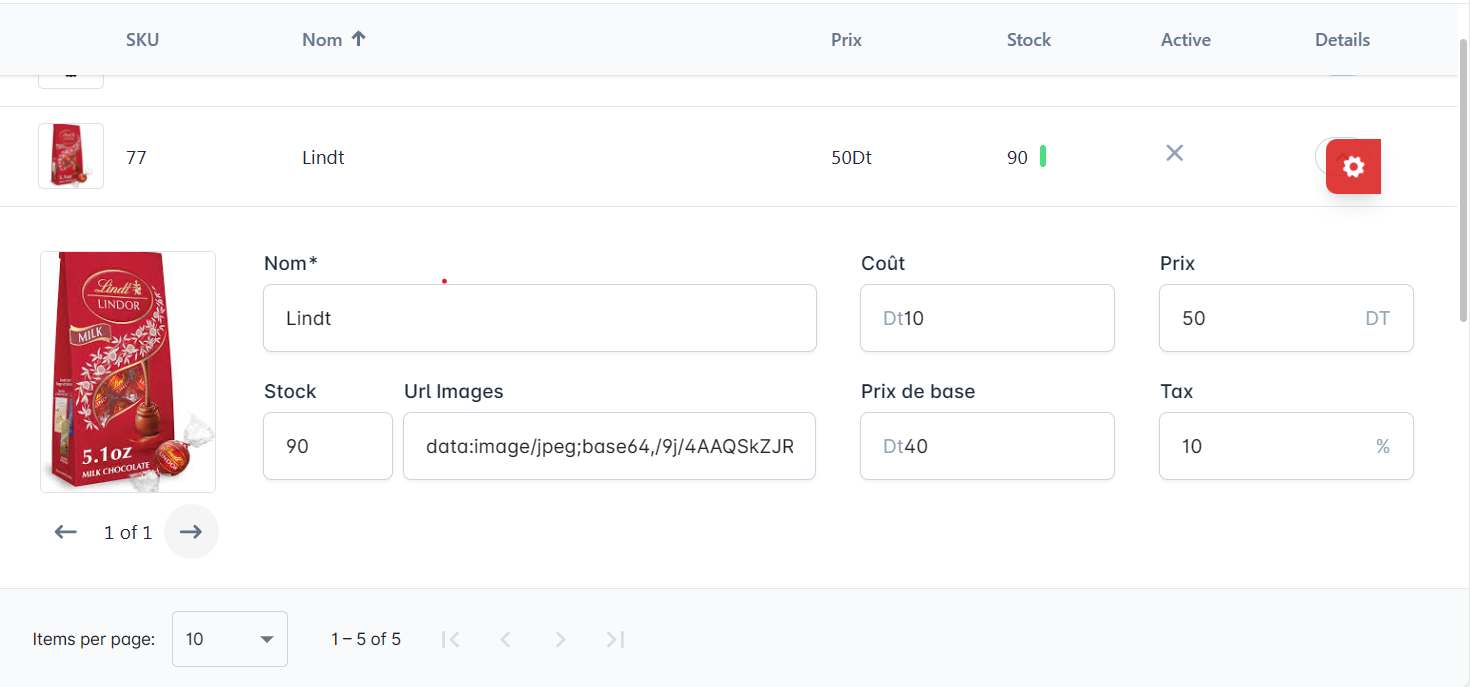 SKU Nom Prix Stock Active Details
77 Lindt 50Dt 90
Nom* Coût Prix
Lindt Dt10 50 DT
Stock Url Images Prix de base Tax
90 data:image/jpeg;base64,/9j/4AAQSkZJR Dt40 10 %
Lindt
LINDOR
MILK
5.1oz
MILK CHOCOLATE
1 of 1
Items per page: 10 1 – 5 of 5